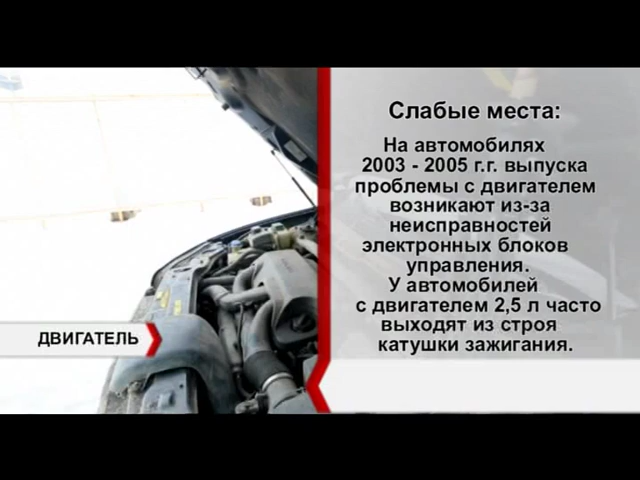 Слабые места:
На автомобилях
2003 - 2005 г.г. выпуска
проблемы с двигателем
возникают из-за
неисправностей
электронных блоков
управления.
У автомобилей
с двигателем 2,5 л часто
выходят из строя
катушки зажигания.
ДВИГАТЕЛЬ